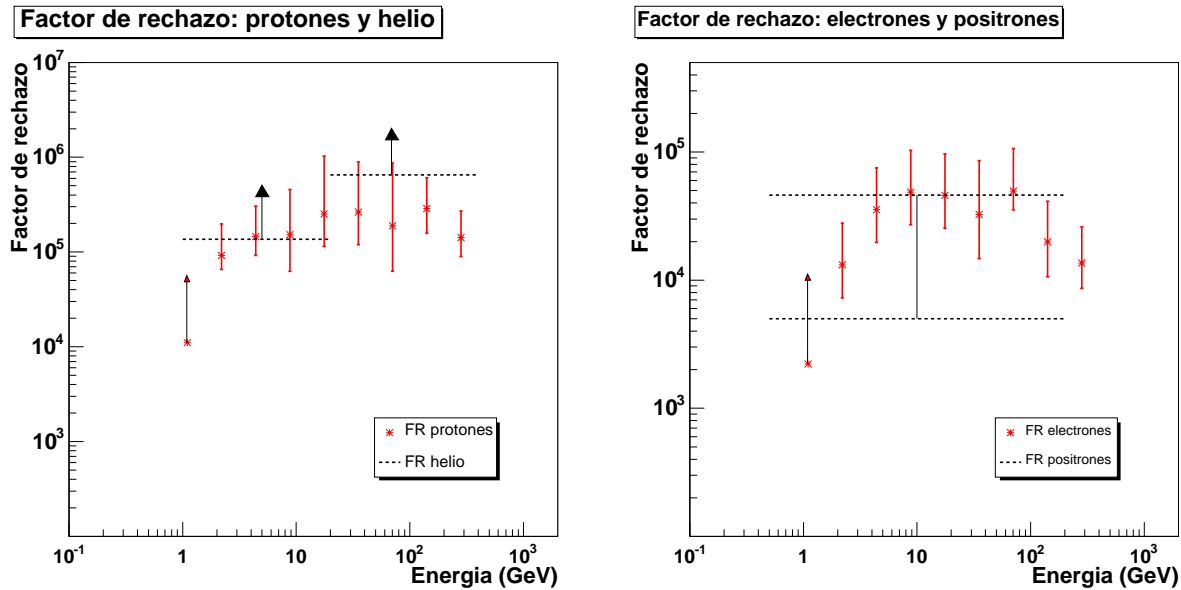 Factor de rechazo: protones y helio
Factor de rechazo
10^7
10^6
10^5
10^4
10^3
10^-1
1
10
10^2
10^3
Energia (GeV)
FR protones
FR helio
Factor de rechazo: electrones y positrones
Factor de rechazo
10^5
10^4
10^3
10^-1
1
10
10^2
10^3
Energia (GeV)
FR electrones
FR positrones